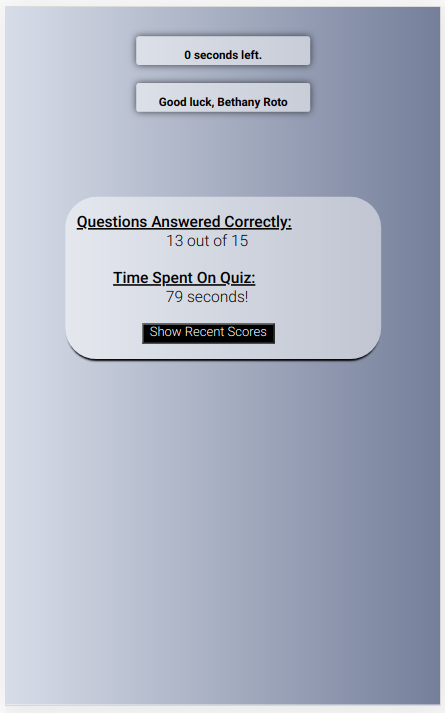 0 seconds left.
Good luck, Bethany Roto
Questions Answered Correctly:
13 out of 15
Time Spent On Quiz:
79 seconds!
Show Recent Scores